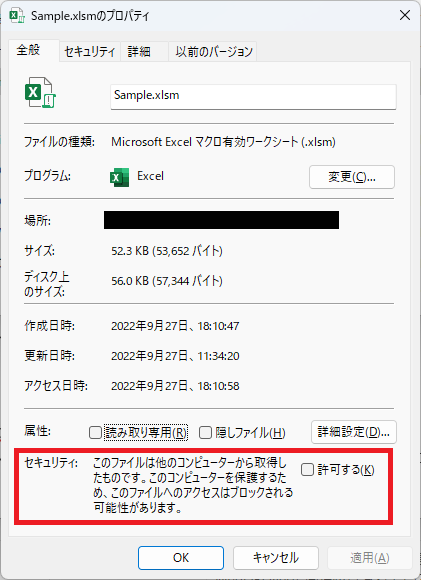 Sample.xlsmのプロパティ
全般 セキュリティ 詳細 以前のバージョン
Sample.xlsm
ファイルの種類: Microsoft Excel マクロ有効ワークシート (.xlsm)
プログラム: Excel 変更(C)...
場所:
サイズ: 52.3 KB (53,652 バイト)
ディスク上
のサイズ: 56.0 KB (57,344 バイト)
作成日時: 2022年9月27日、18:10:47
更新日時: 2022年9月27日、11:34:20
アクセス日時: 2022年9月27日、18:10:58
属性: 読み取り専用(R) 隠しファイル(H) 詳細設定(D)...
セキュリティ: このファイルは他のコンピューターから取得し
たものです。このコンピューターを保護するた 許可する(K)
め、このファイルへのアクセスはブロックされる
可能性があります。
OK キャンセル 適用(A)